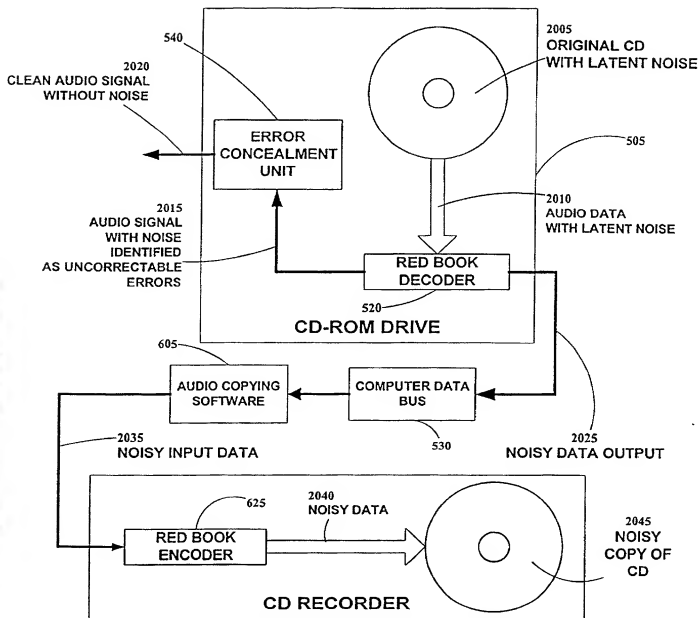 2005
ORIGINAL CD
WITH LATENT NOISE
540
2020
CLEAN AUDIO SIGNAL
WITHOUT NOISE
ERROR
CONCEALMENT
UNIT
505
2010
AUDIO DATA
WITH LATENT NOISE
2015
AUDIO SIGNAL
WITH NOISE
IDENTIFIED
AS UNCORRECTABLE
ERRORS
RED BOOK
DECODER
520
CD-ROM DRIVE
605
AUDIO COPYING
SOFTWARE
COMPUTER DATA
BUS
530
2025
NOISY DATA OUTPUT
2035
NOISY INPUT DATA
625
2040
NOISY DATA
RED BOOK
ENCODER
2045
NOISY
COPY OF
CD
CD RECORDER